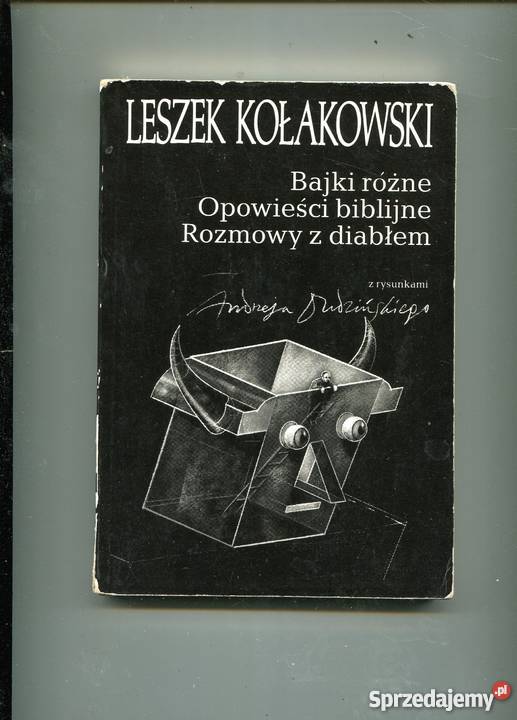 LESZEK KOŁAKOWSKI
Bajki różne
Opowieści biblijne
Rozmowy z diabłem
z rysunkami
Andrzeja Dudzińskiego
Sprzedajemy.pl